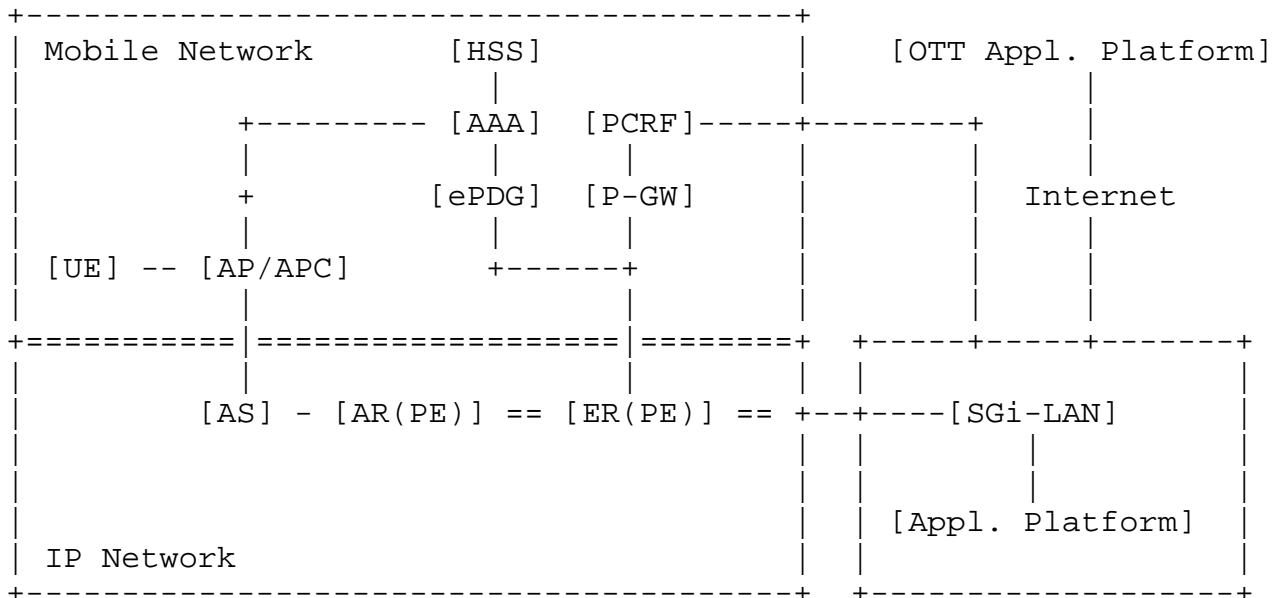 Mobile Network [HSS] [OTT Appl. Platform]
[AAA] [PCRF]
[ePDG] [P-GW] Internet
[UE] -- [AP/APC]
[AS] - [AR(PE)] == [ER(PE)] == [SGi-LAN]
[Appl. Platform]
IP Network